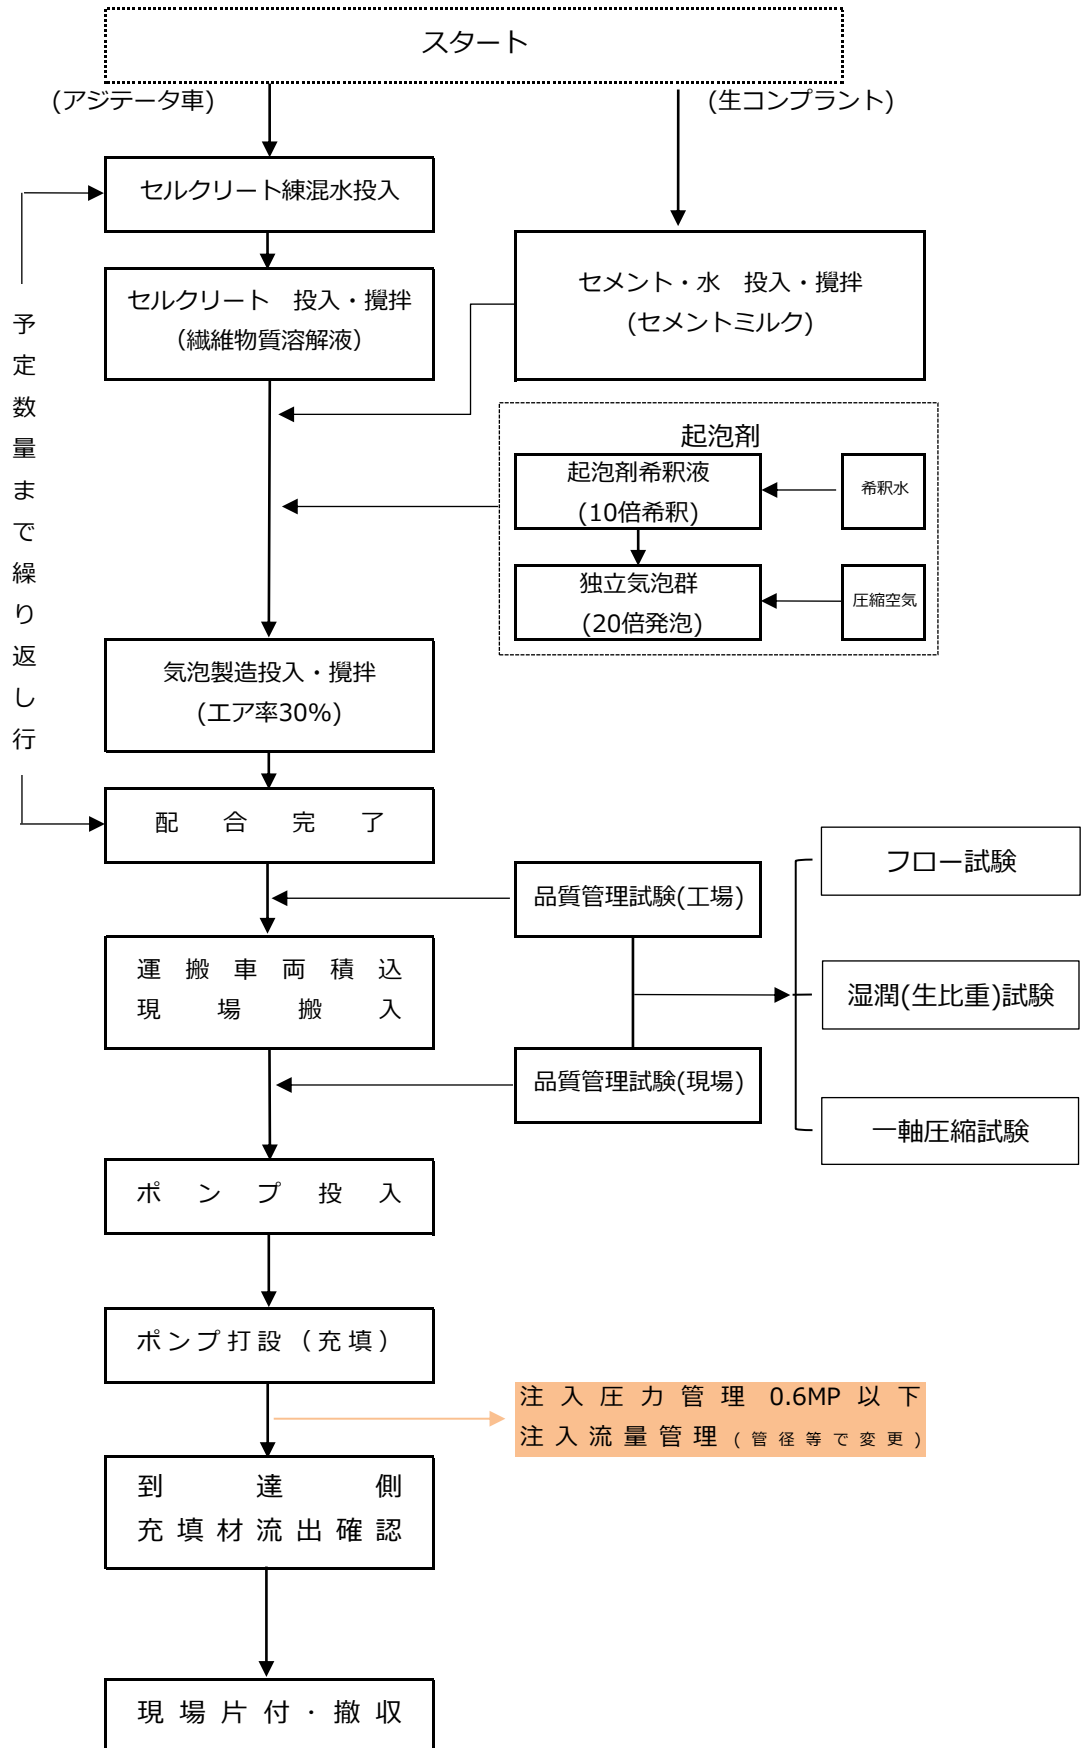 スタート
(アジテータ車)
(生コンプラント)
セルクリート練混水投入
セルクリート　投入・攪拌
（繊維物質溶解液）
セメント・水　投入・攪拌
(セメントミルク)
予定数量まで繰り返し行
起泡剤
起泡剤希釈液
(10倍希釈)
希釈水
独立気泡群
(20倍発泡)
圧縮空気
気泡製造投入・攪拌
(エア率30%)
配合完了
品質管理試験(工場)
フロー試験
運搬車両積込
現場搬入
湿潤(生比重)試験
品質管理試験(現場)
一軸圧縮試験
ポンプ投入
ポンプ打設（充填）
注入圧力管理 0.6MP 以下
注入流量管理 (管径等で変更)
到達側
充填材流出確認
現場片付・撤収